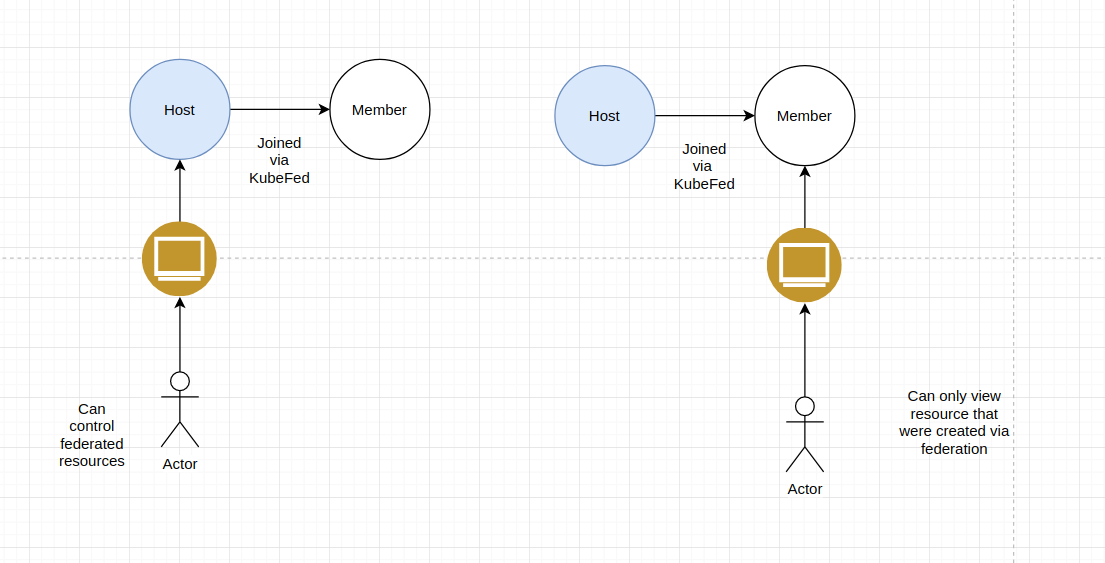 Host
Member
Joined
via
KubeFed
Can
control
federated
resources
Actor
Host
Member
Joined
via
KubeFed
Can only view
resource that
were created via
federation
Actor